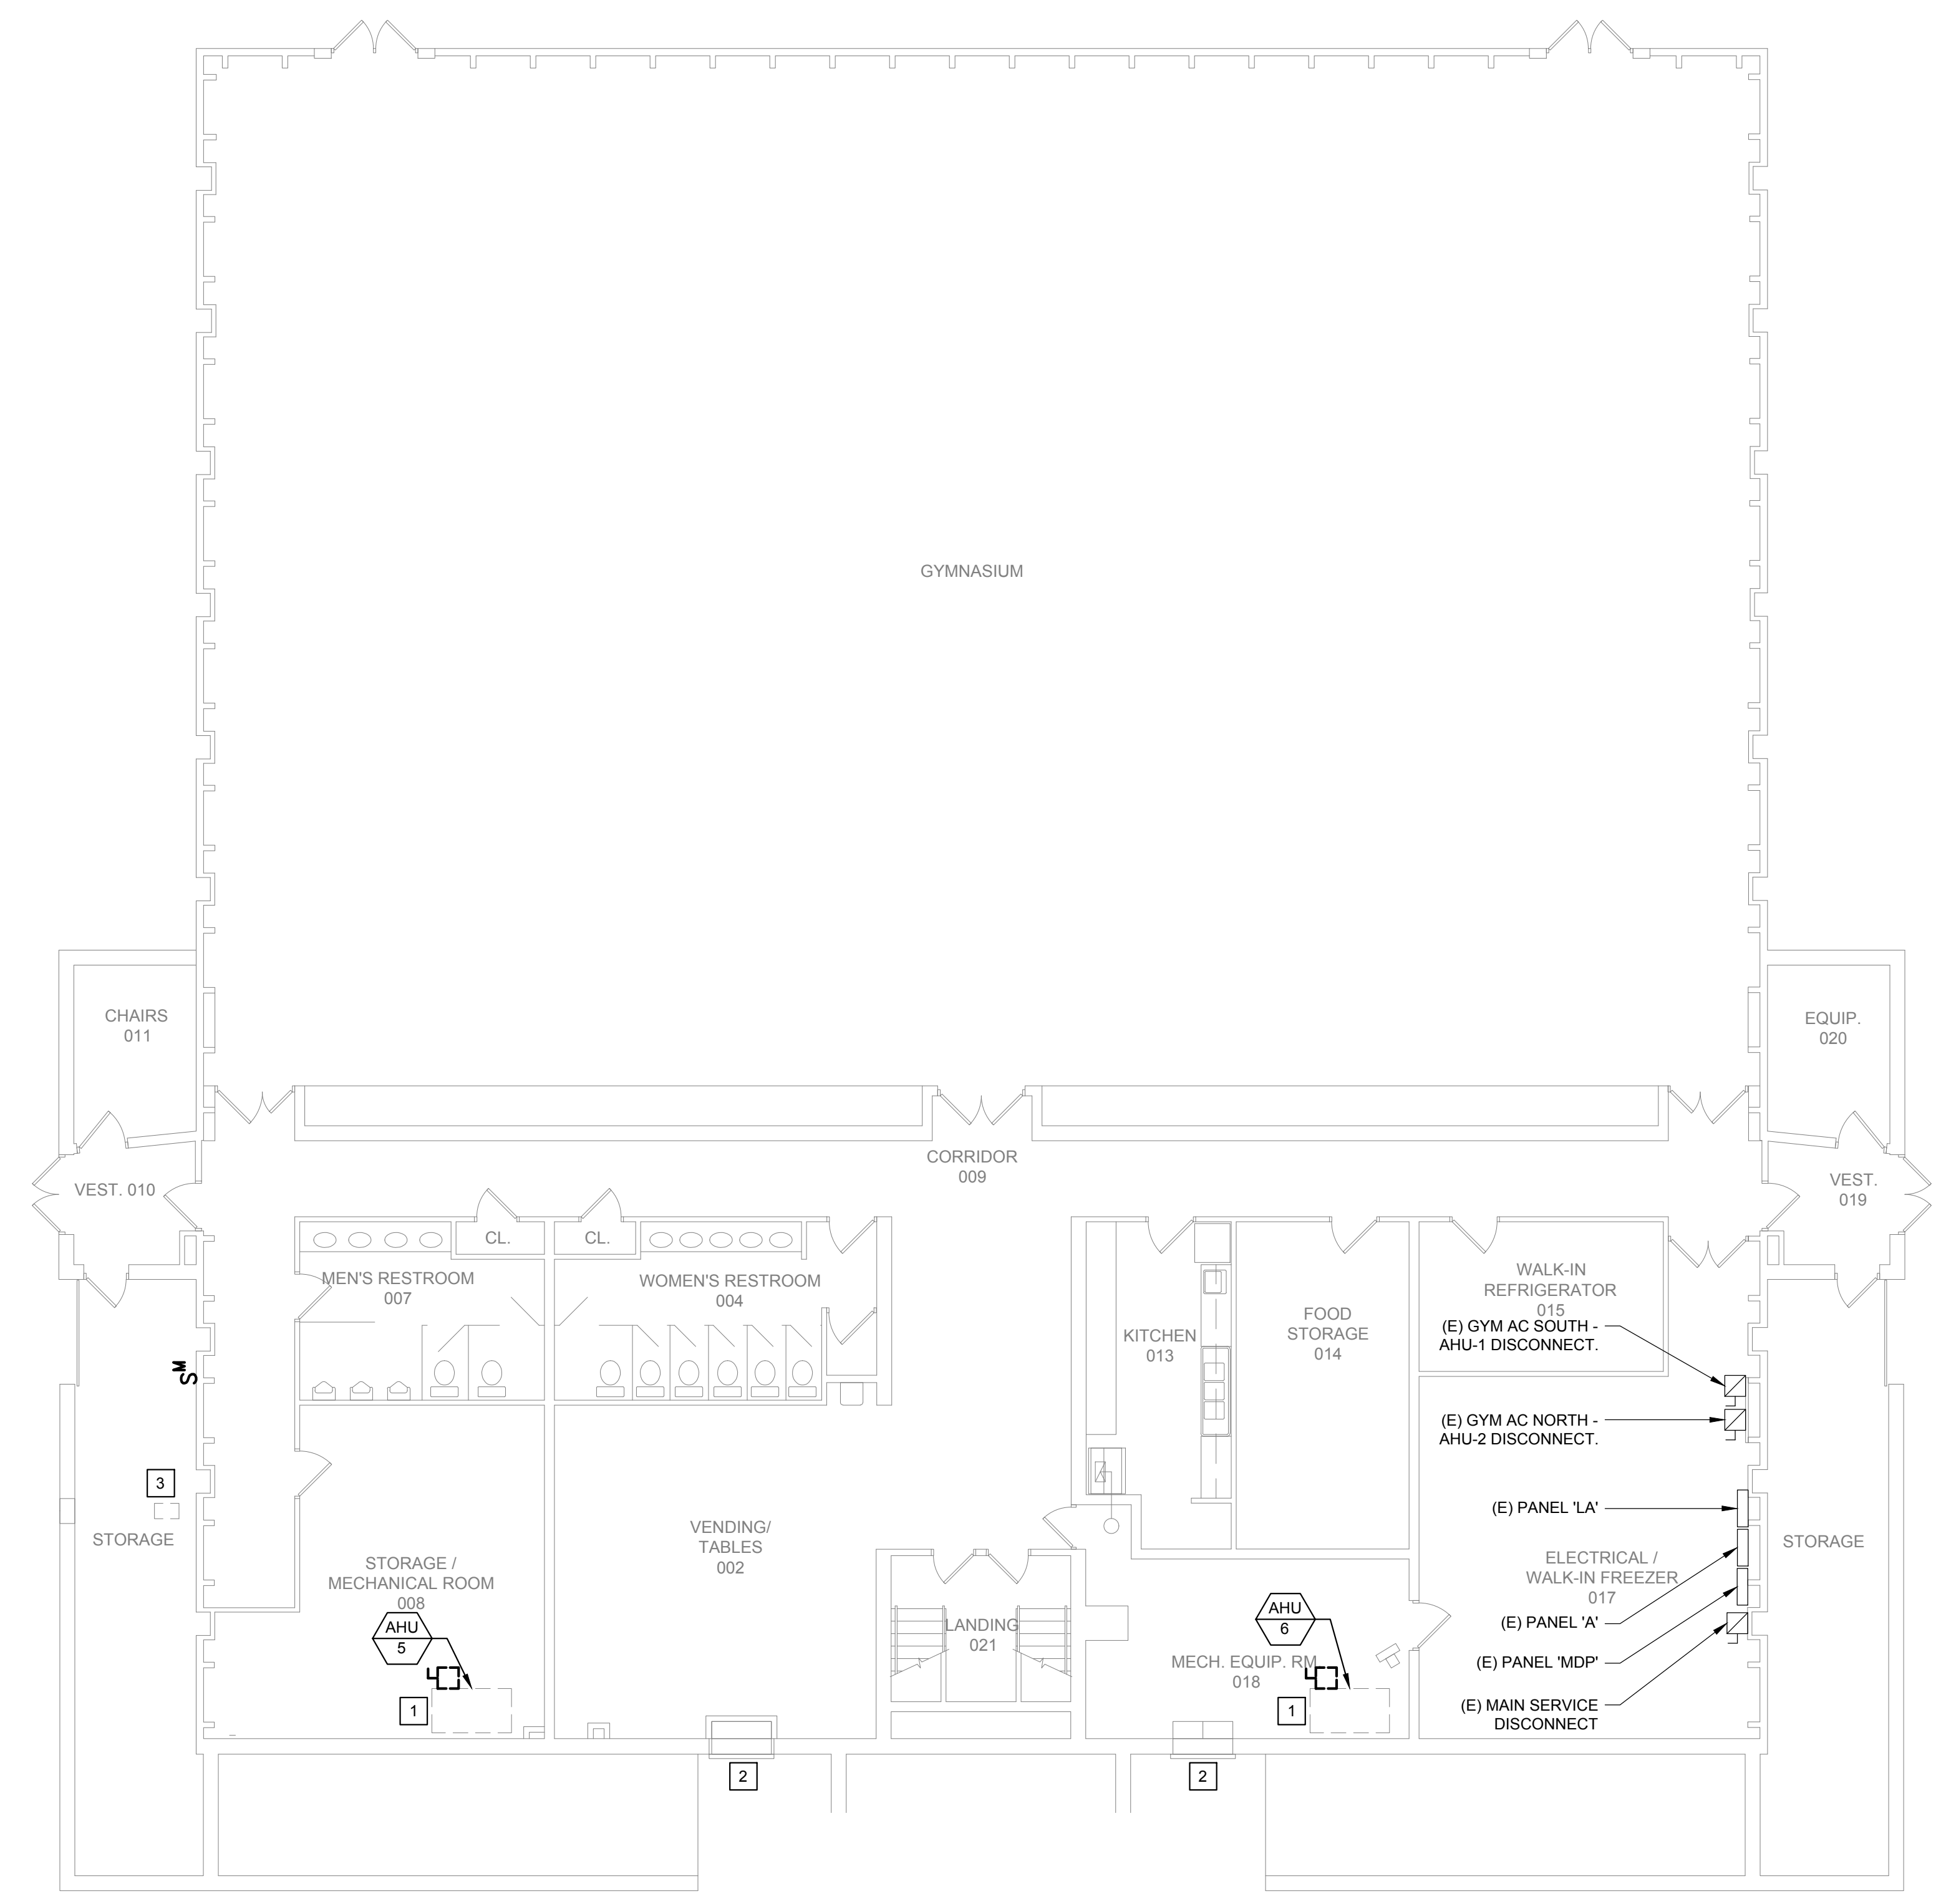 GYMNASIUM
CHAIRS
011
EQUIP.
020
CORRIDOR
009
VEST. 010
VEST.
019
CL.
CL.
MEN'S RESTROOM
007
WOMEN'S RESTROOM
004
WALK-IN
REFRIGERATOR
015
FOOD
STORAGE
014
KITCHEN
013
(E) GYM AC SOUTH -
AHU-1 DISCONNECT.
(E) GYM AC NORTH -
AHU-2 DISCONNECT.
SM
3
STORAGE
(E) PANEL 'LA'
VENDING/
TABLES
002
STORAGE
STORAGE /
MECHANICAL ROOM
008
ELECTRICAL /
WALK-IN FREEZER
017
AHU
5
LANDING
021
AHU
6
(E) PANEL 'A'
MECH. EQUIP. RM
018
(E) PANEL 'MDP'
1
1
(E) MAIN SERVICE
DISCONNECT
2
2